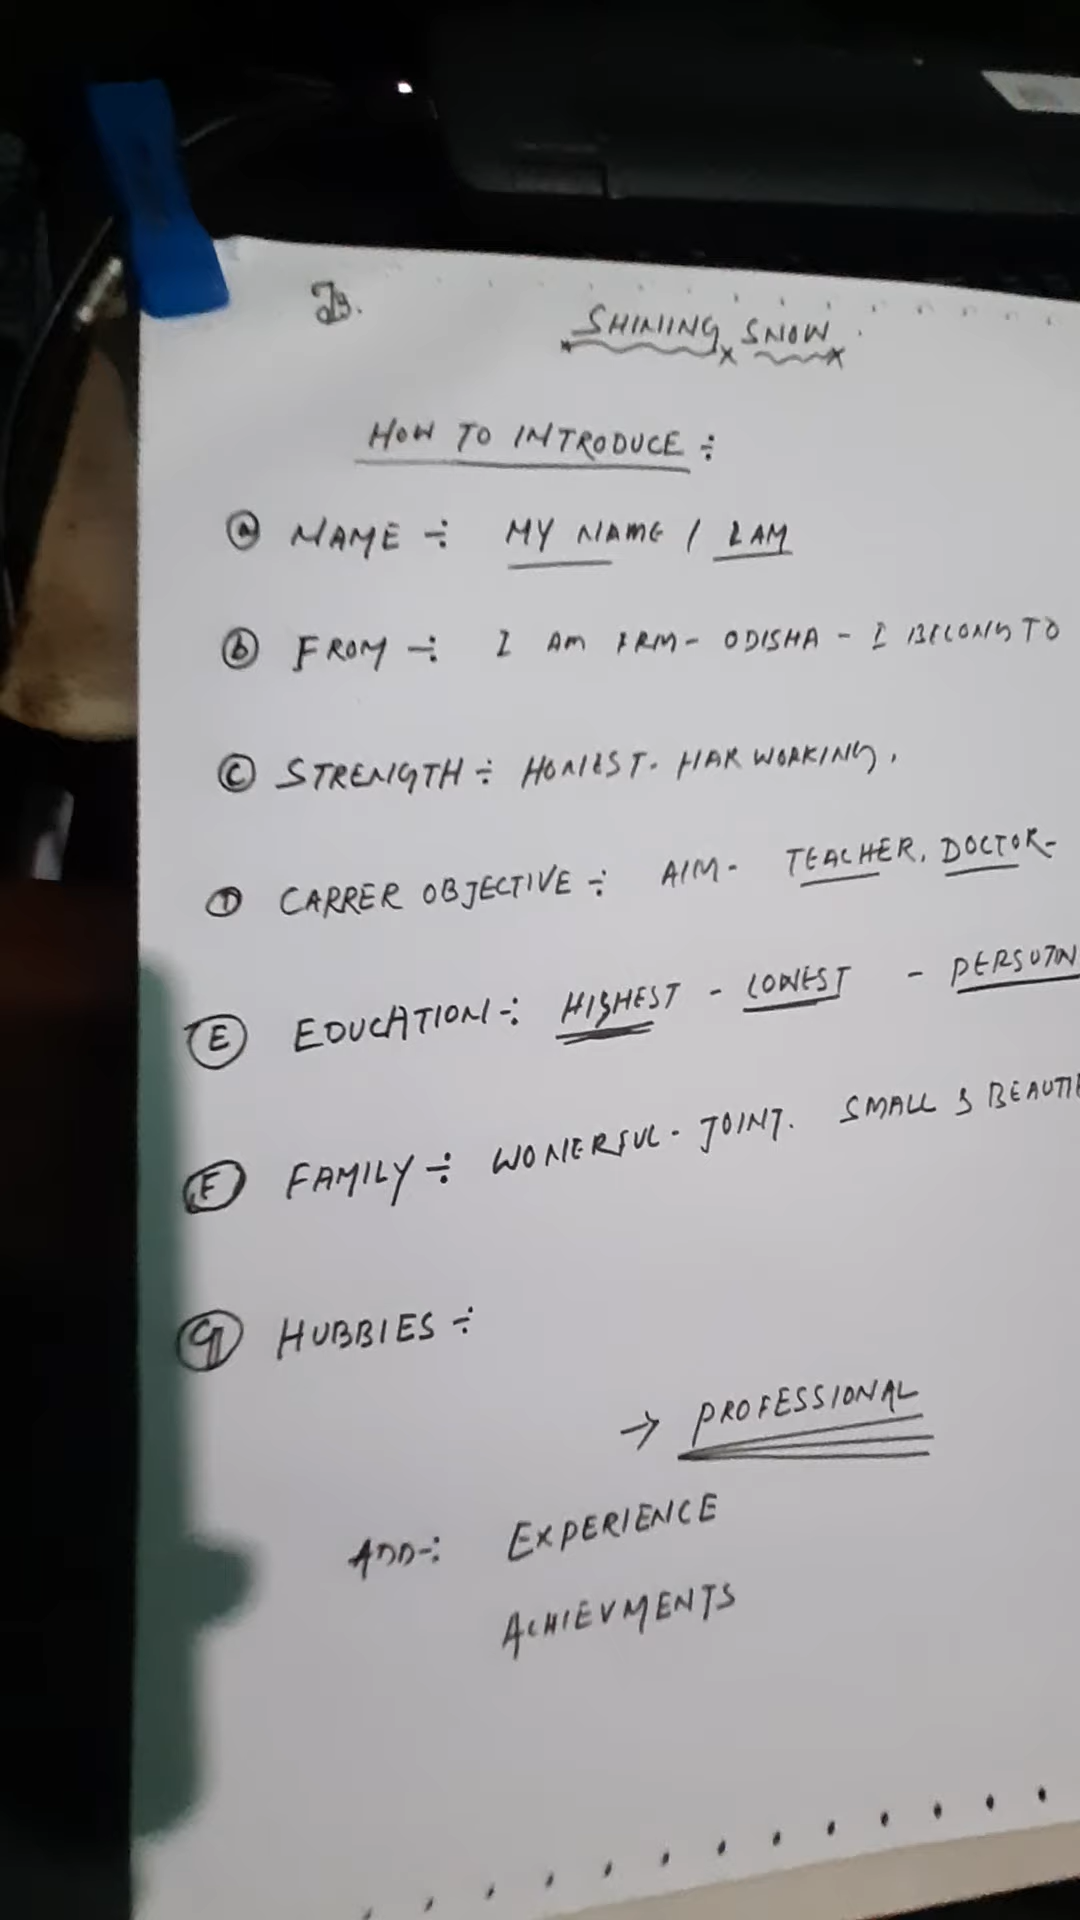 SHINING SNOW
HOW TO INTRODUCE ÷
(a) NAME ÷ MY NAME / I AM
(b) FROM ÷ I AM FRM - ODISHA - I BELONG TO
(C) STRENGTH ÷ HONEST. HAR WORKING.
(D) CARRER OBJECTIVE ÷ AIM - TEACHER, DOCTOR -
(E) EDUCATION ÷ HIGHEST - LOWEST - PERSUTN
(F) FAMILY ÷ WONERFUL - JOINT. SMALL & BEAUTI
(G) HUBBIES ÷
→ PROFESSIONAL
ADD ÷ EXPERIENCE
ACHIEVMENTS